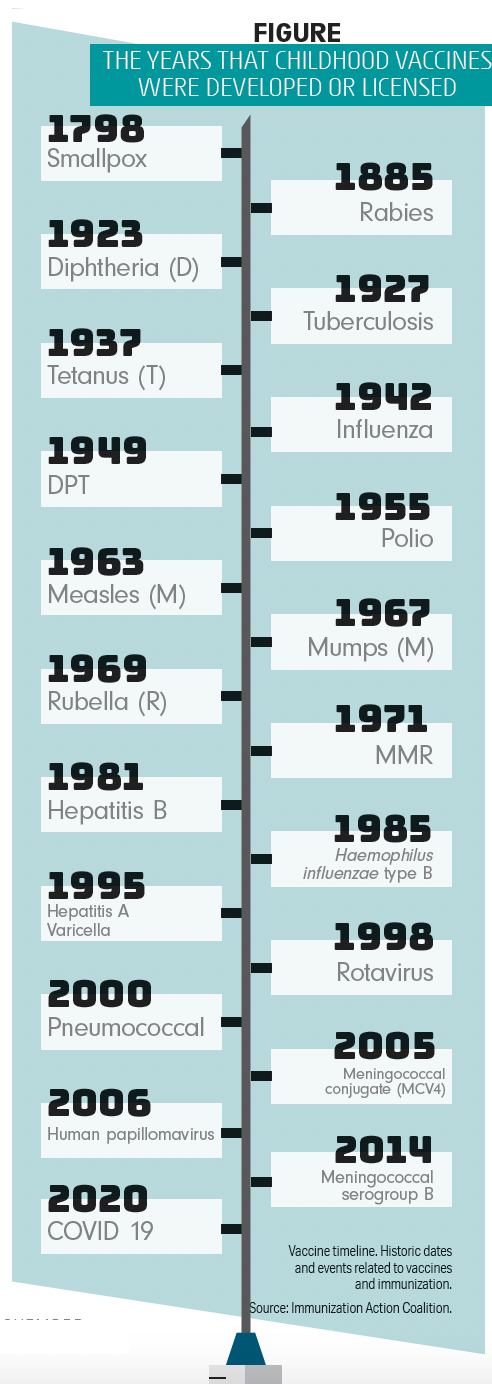 FIGURE
THE YEARS THAT CHILDHOOD VACCINES
WERE DEVELOPED OR LICENSED
1798
Smallpox
1885
Rabies
1923
Diphtheria (D)
1927
Tuberculosis
1937
Tetanus (T)
1942
Influenza
1949
DPT
1955
Polio
1963
Measles (M)
1967
Mumps (M)
1969
Rubella (R)
1971
MMR
1981
Hepatitis B
1985
Haemophilus
influenzae type B
1995
Hepatitis A
Varicella
1998
Rotavirus
2000
Pneumococcal
2005
Meningococcal
conjugate (MCV4)
2006
Human papillomavirus
2014
Meningococcal
serogroup B
2020
COVID 19
Vaccine timeline. Historic dates
and events related to vaccines
and immunization.
Source: Immunization Action Coalition.